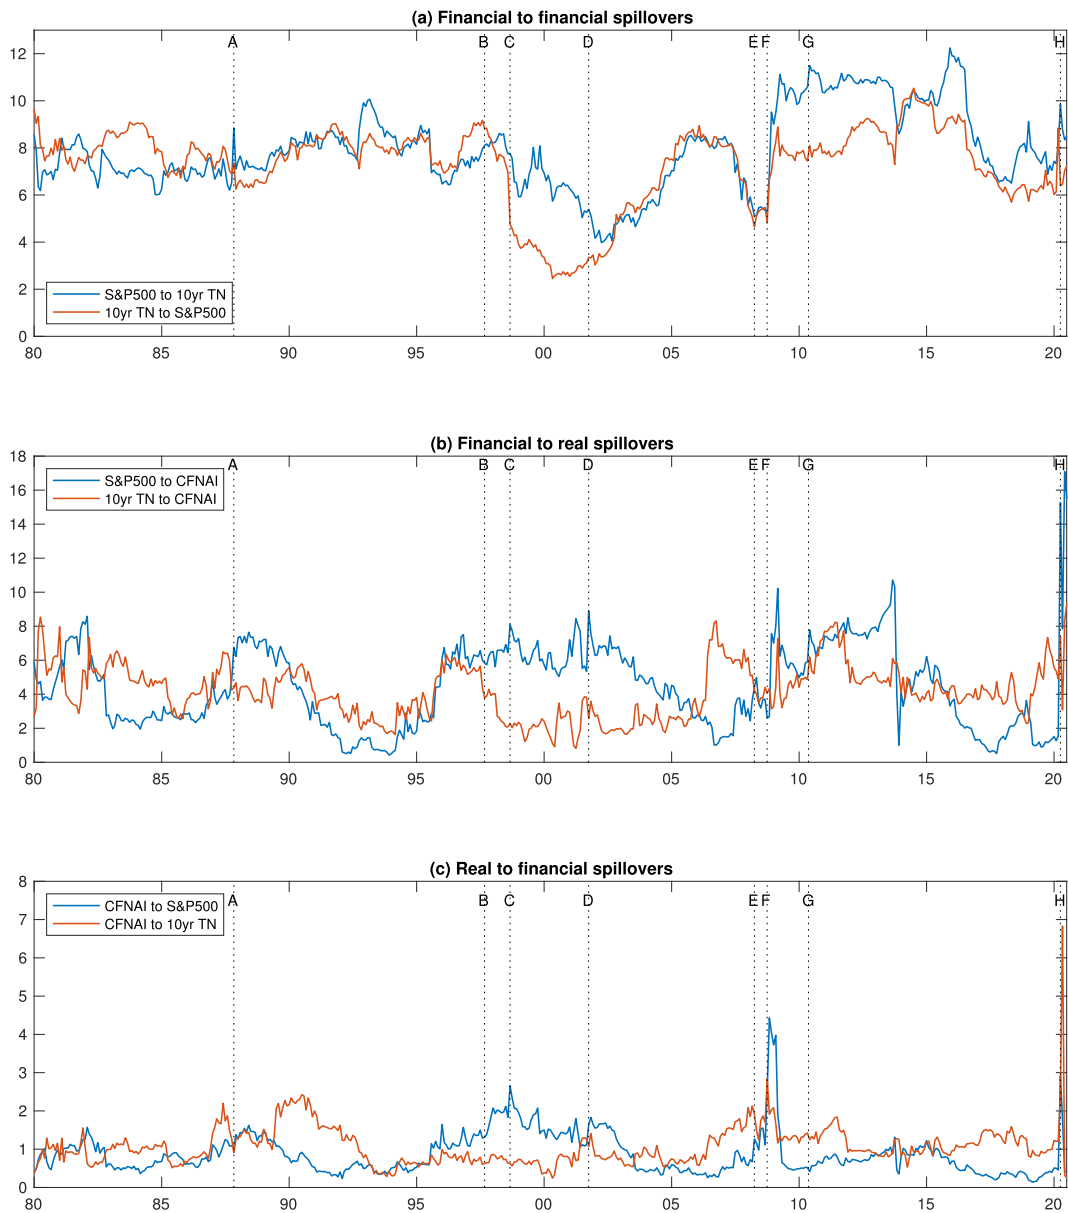 (a) Financial to financial spillovers
A B C D E F G H
12
10
8
6
4
2
0
S&P500 to 10yr TN
10yr TN to S&P500
80 85 90 95 00 05 10 15 20
(b) Financial to real spillovers
A B C D E F G H
18
16
14
12
10
8
6
4
2
0
S&P500 to CFNAI
10yr TN to CFNAI
80 85 90 95 00 05 10 15 20
(c) Real to financial spillovers
A B C D E F G H
8
7
6
5
4
3
2
1
0
CFNAI to S&P500
CFNAI to 10yr TN
80 85 90 95 00 05 10 15 20